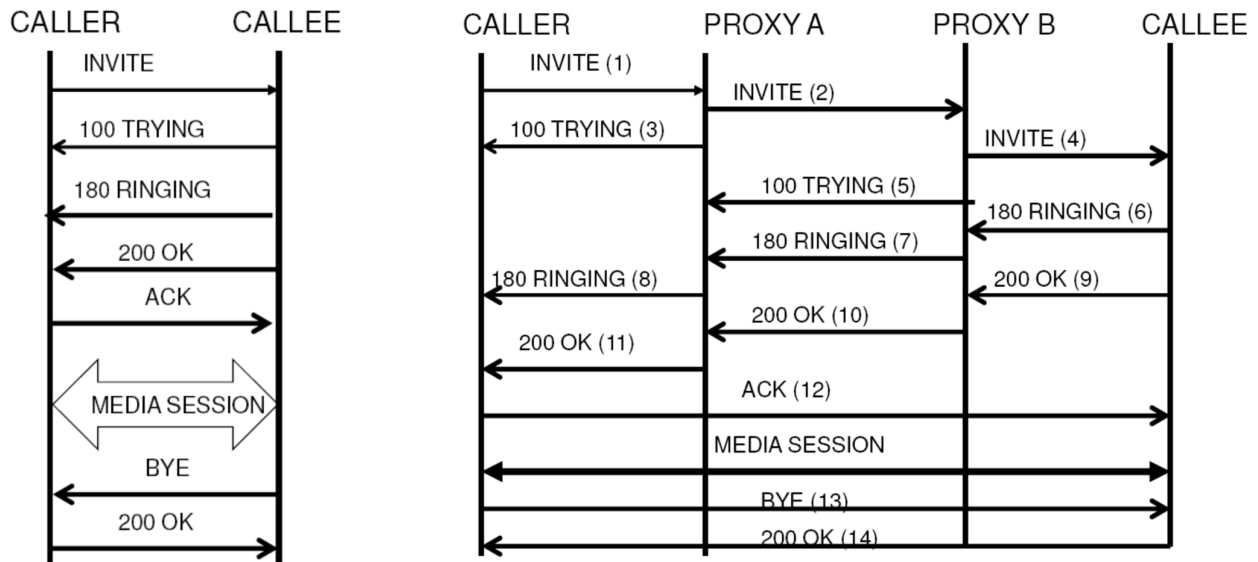 CALLER
CALLEE
INVITE
100 TRYING
180 RINGING
200 OK
ACK
MEDIA SESSION
BYE
200 OK
CALLER
PROXY A
PROXY B
CALLEE
INVITE (1)
INVITE (2)
100 TRYING (3)
INVITE (4)
100 TRYING (5)
180 RINGING (6)
180 RINGING (7)
180 RINGING (8)
200 OK (9)
200 OK (10)
200 OK (11)
ACK (12)
MEDIA SESSION
BYE (13)
200 OK (14)